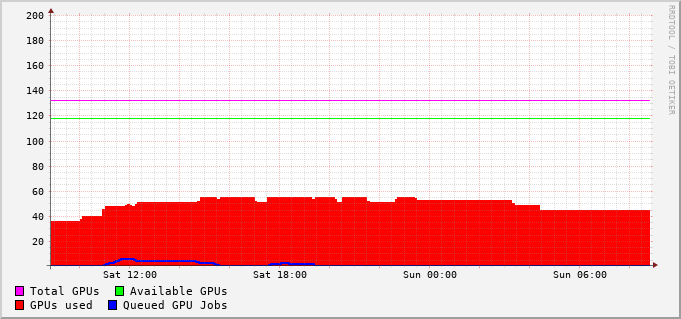 200
180
160
140
120
100
80
60
40
20
Sat 12:00 Sat 18:00 Sun 00:00 Sun 06:00
Total GPUs Available GPUs
GPUs used Queued GPU Jobs
RRDTOOL / TOBI OETIKER